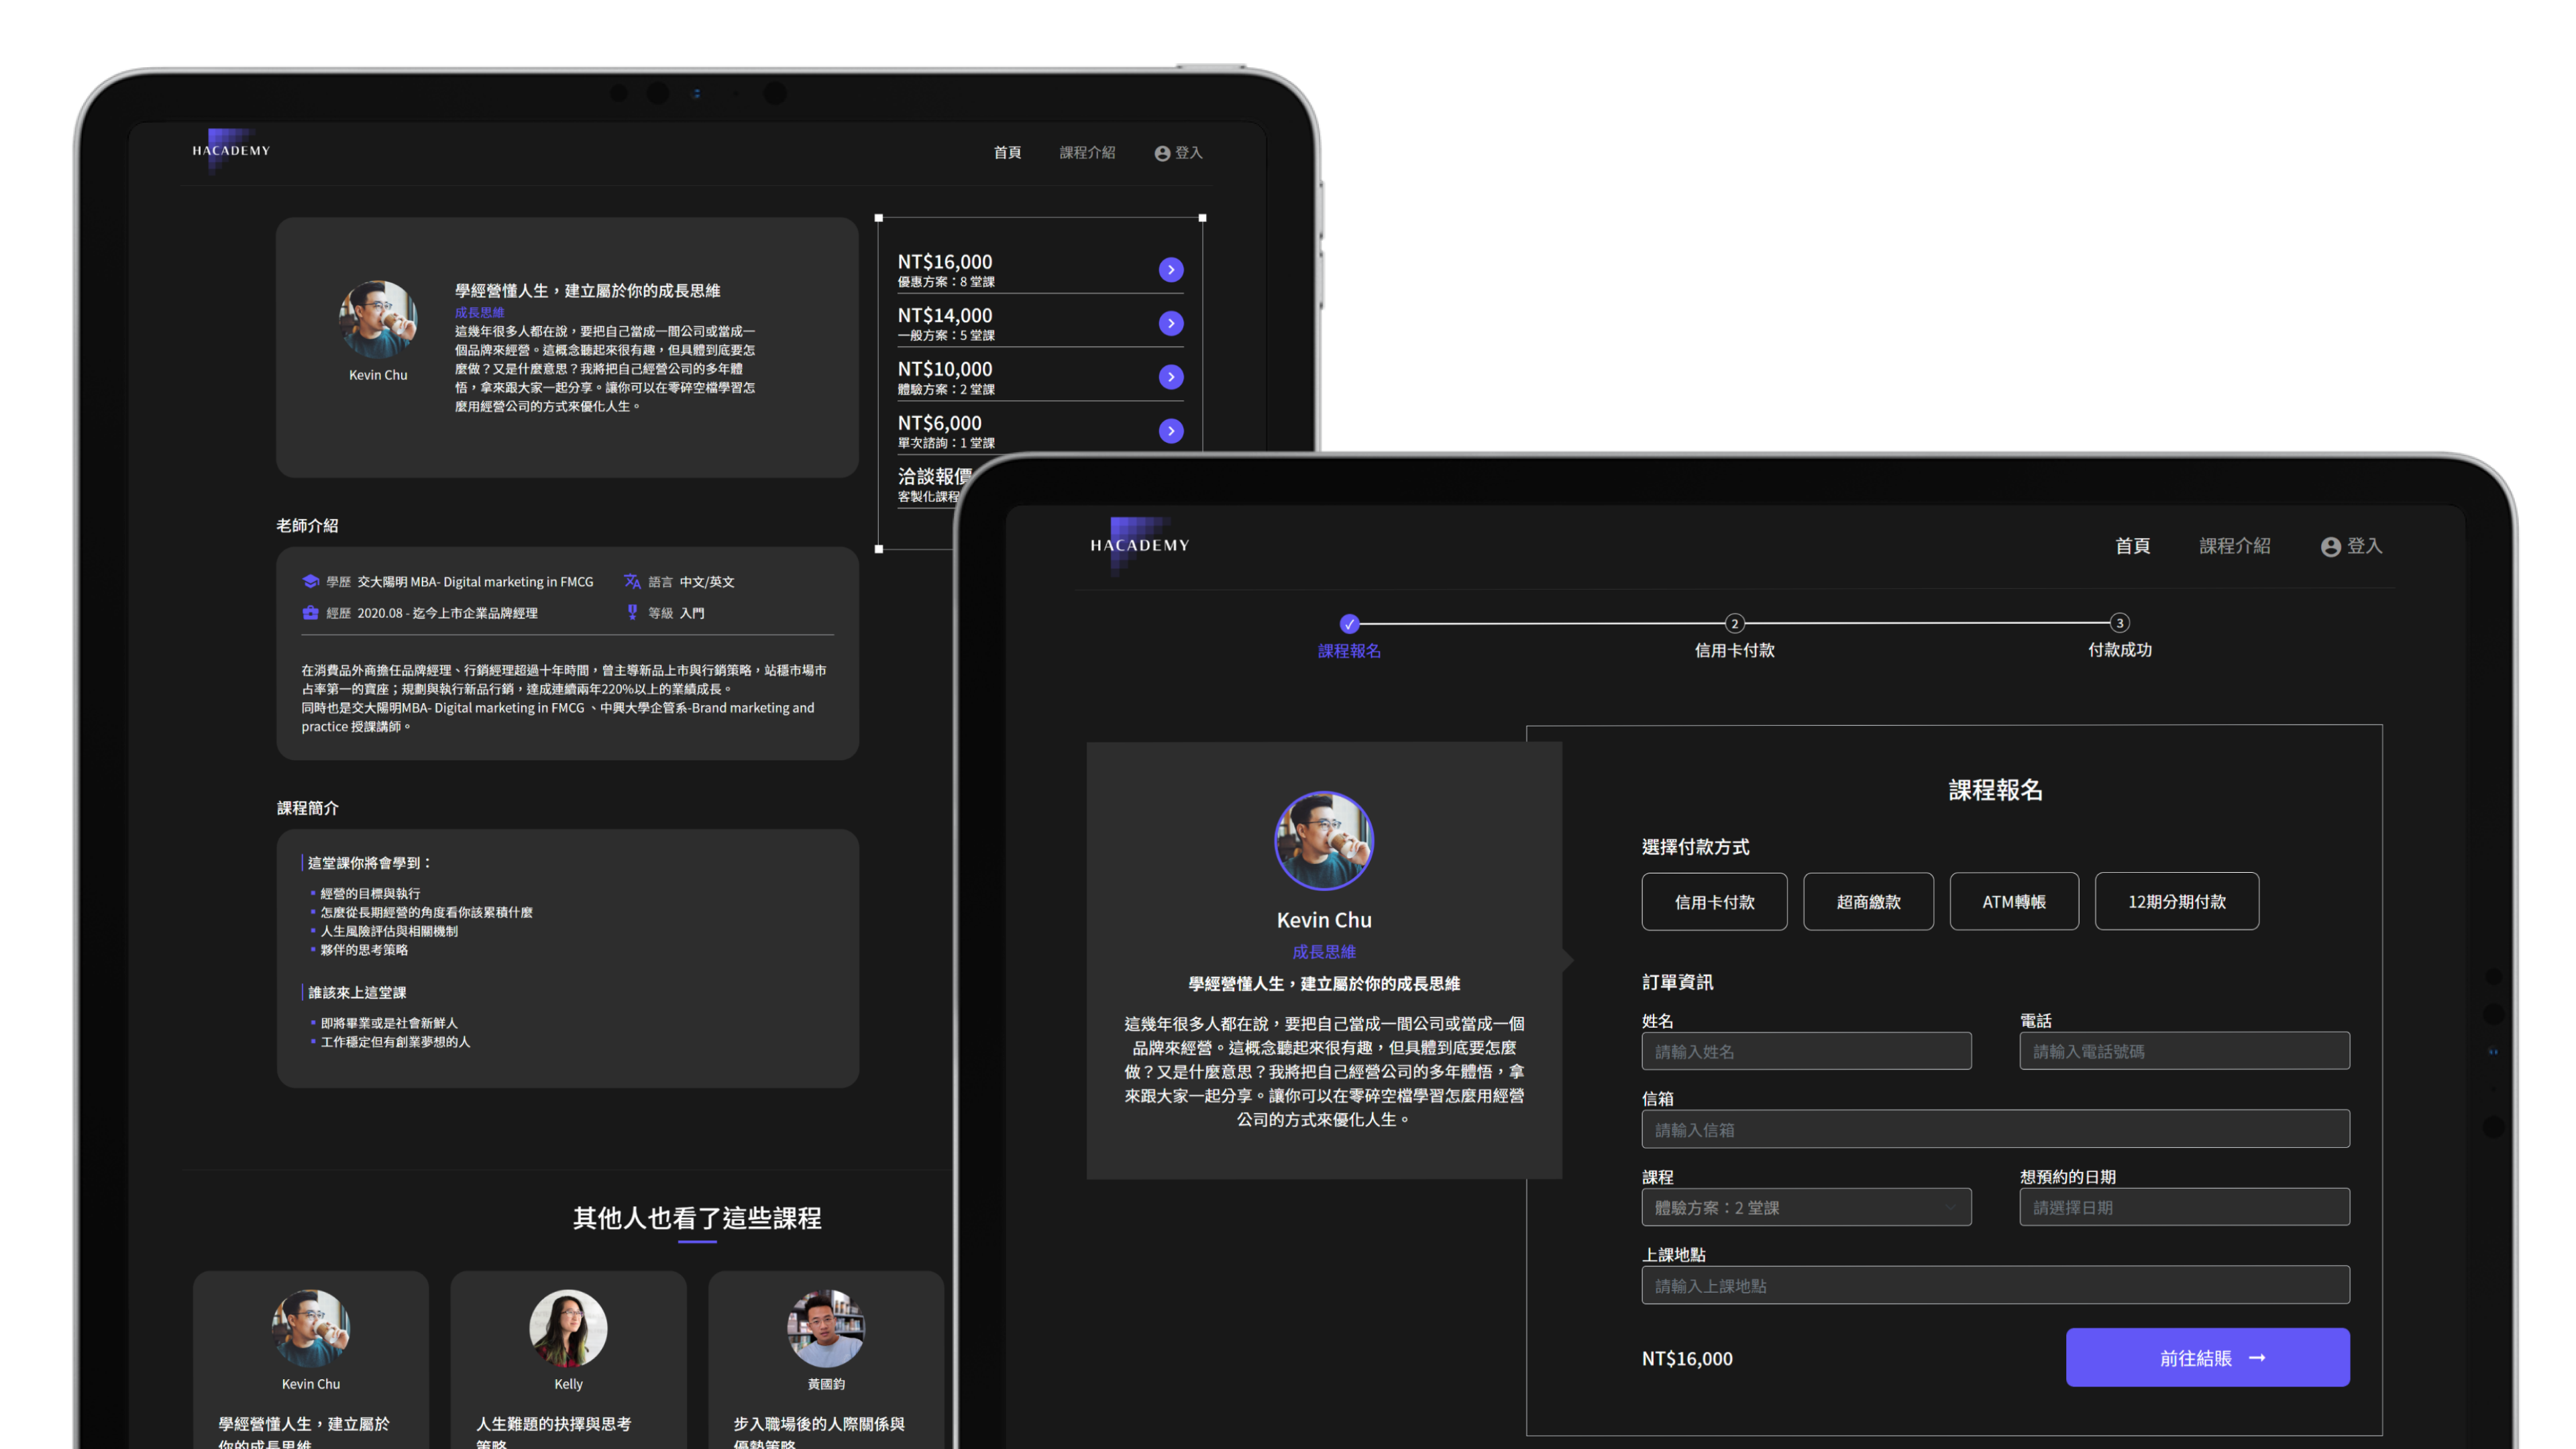 HACADEMY
首頁
課程介紹
登入
Kevin Chu
學經營懂人生，建立屬於你的成長思維
成長思維
這幾年很多人都在說，要把自己當成一間公司或當成一
個品牌來經營。這概念聽起來很有趣，但具體到底要怎
麼做？又是什麼意思？我將把自己經營公司的多年體
悟，拿來跟大家一起分享。讓你可以在零碎空檔學習怎
麼用經營公司的方式來優化人生。
NT$16,000
優惠方案：8 堂課
NT$14,000
一般方案：5 堂課
NT$10,000
體驗方案：2 堂課
NT$6,000
單次諮詢：1 堂課
洽談報價
客製化課程
老師介紹
學歷 交大陽明 MBA- Digital marketing in FMCG
語言 中文/英文
經歷 2020.08 - 迄今上市企業品牌經理
等級 入門
在消費品外商擔任品牌經理、行銷經理超過十年時間，曾主導新品上市與行銷策略，站穩市場市
占率第一的寶座；規劃與執行新品行銷，達成連續兩年220%以上的業績成長。
同時也是交大陽明MBA- Digital marketing in FMCG 、中興大學企管系-Brand marketing and
practice 授課講師。
課程簡介
這堂課你將會學到：
經營的目標與執行
怎麼從長期經營的角度看你該累積什麼
人生風險評估與相關機制
夥伴的思考策略
誰該來上這堂課
即將畢業或是社會新鮮人
工作穩定但有創業夢想的人
其他人也看了這些課程
Kevin Chu
學經營懂人生，建立屬於
你的成長思維
Kelly
人生難題的抉擇與思考
策略
黃國鈞
步入職場後的人際關係與
優勢策略
HACADEMY
首頁
課程介紹
登入
✓
課程報名
2
信用卡付款
3
付款成功
Kevin Chu
成長思維
學經營懂人生，建立屬於你的成長思維
這幾年很多人都在說，要把自己當成一間公司或當成一個
品牌來經營。這概念聽起來很有趣，但具體到底要怎麼
做？又是什麼意思？我將把自己經營公司的多年體悟，拿
來跟大家一起分享。讓你可以在零碎空檔學習怎麼用經營
公司的方式來優化人生。
課程報名
選擇付款方式
信用卡付款
超商繳款
ATM轉帳
12期分期付款
訂單資訊
姓名
請輸入姓名
電話
請輸入電話號碼
信箱
請輸入信箱
課程
體驗方案：2 堂課
想預約的日期
請選擇日期
上課地點
請輸入上課地點
NT$16,000
前往結賬 →